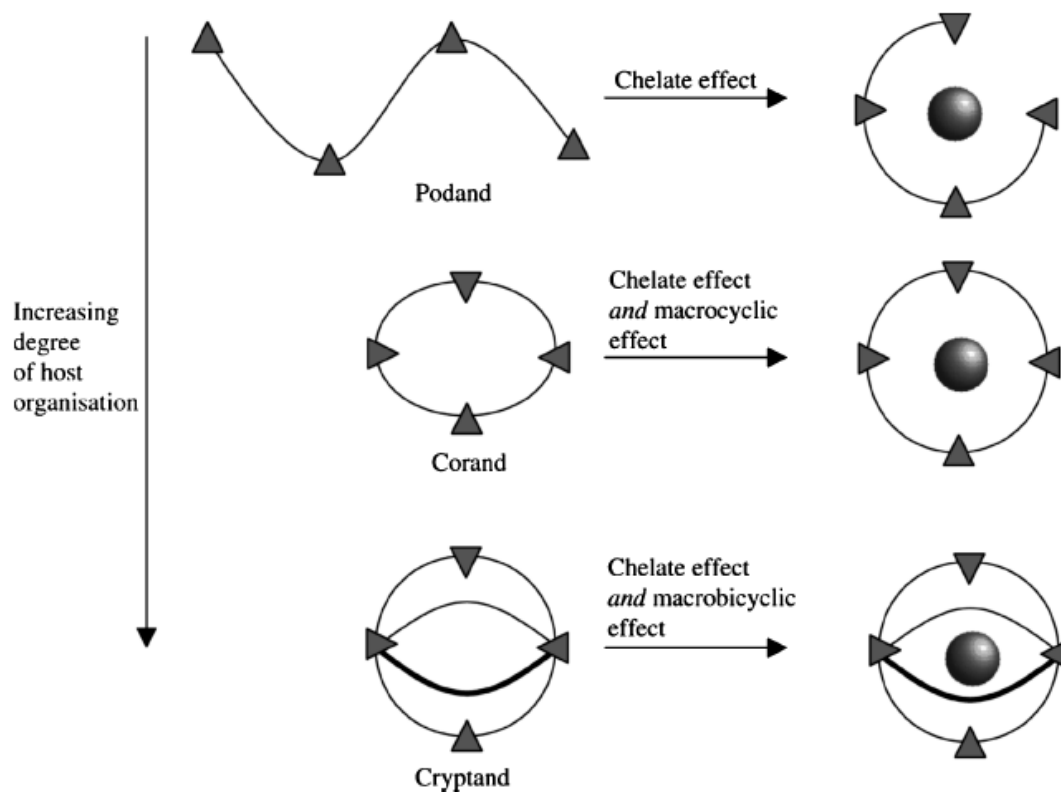 Chelate effect
Podand
Increasing
degree
of host
organisation
Chelate effect
and macrocyclic
effect
Corand
Chelate effect
and macrobicyclic
effect
Cryptand